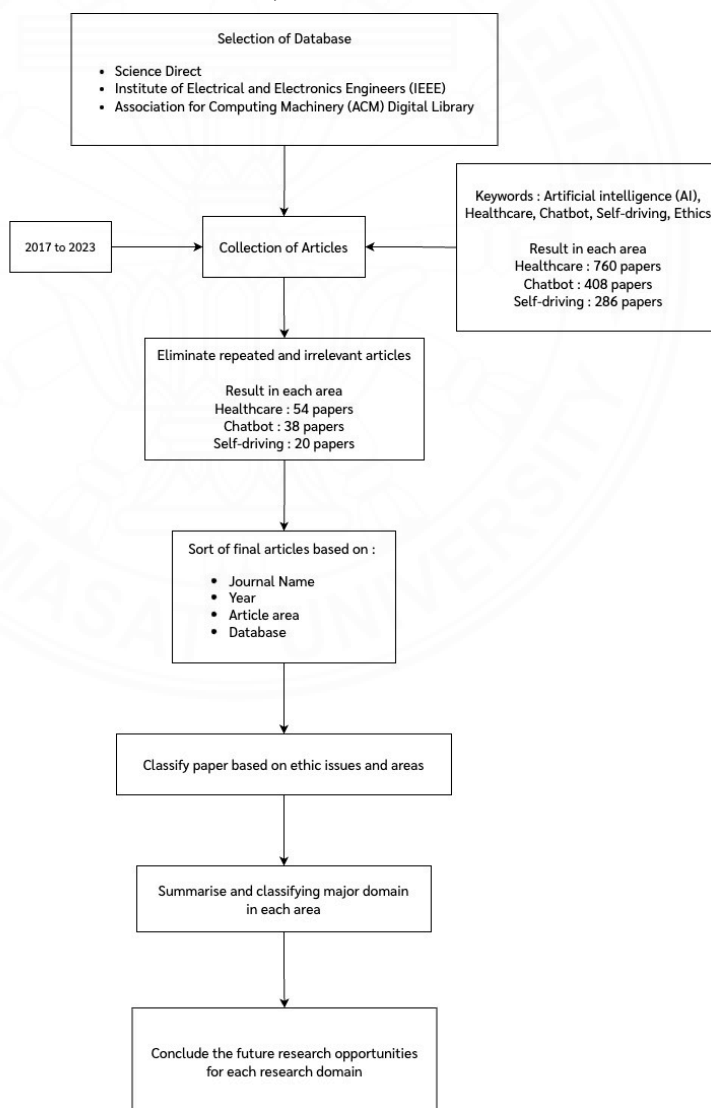 Selection of Database
• Science Direct
• Institute of Electrical and Electronics Engineers (IEEE)
• Association for Computing Machinery (ACM) Digital Library
Keywords : Artificial intelligence (AI),
Healthcare, Chatbot, Self-driving, Ethics
Result in each area
Healthcare : 760 papers
Chatbot : 408 papers
Self-driving : 286 papers
2017 to 2023
Collection of Articles
Eliminate repeated and irrelevant articles
Result in each area
Healthcare : 54 papers
Chatbot : 38 papers
Self-driving : 20 papers
Sort of final articles based on :
• Journal Name
• Year
• Article area
• Database
Classify paper based on ethic issues and areas
Summarise and classifying major domain
in each area
Conclude the future research opportunities
for each research domain
MASAT UNIVERSITY